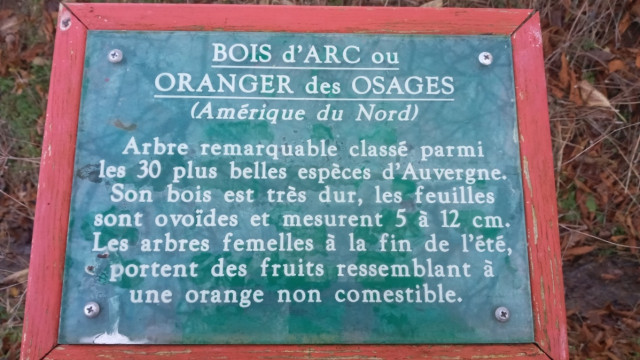 BOIS d'ARC ou
ORANGER des OSAGES
(Amérique du Nord)
Arbre remarquable classé parmi
les 30 plus belles espèces d'Auvergne.
Son bois est très dur, les feuilles
sont ovoïdes et mesurent 5 à 12 cm.
Les arbres femelles à la fin de l'été,
portent des fruits ressemblant à
une orange non comestible.